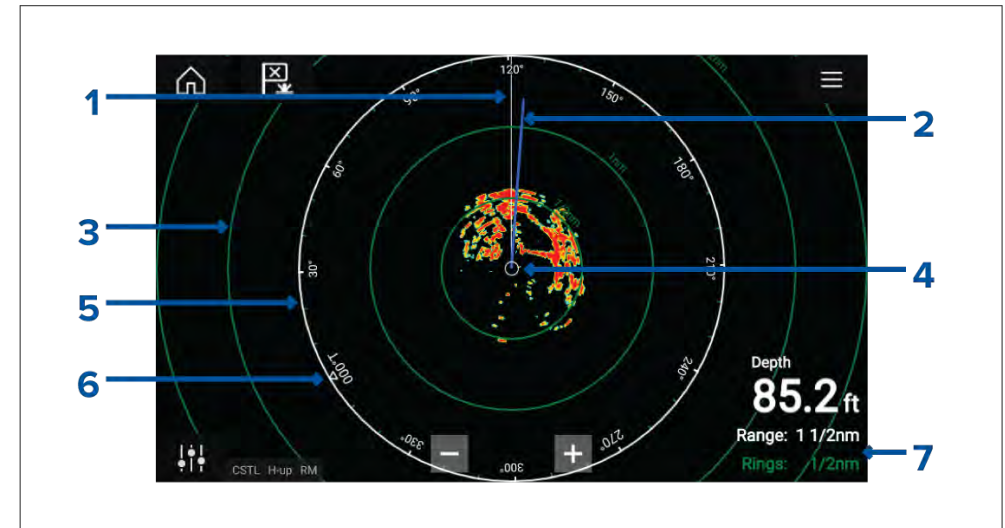 120°
1nm
1
90°
150°
2
1nm
60°
180°
1/2nm
3
30°
210°
4
5
000°T
240°
6
Depth
85.2 ft
Range: 1 1/2nm
7
Rings: 1/2nm
330°
−
+
270°
CSTL H-up RM
300°